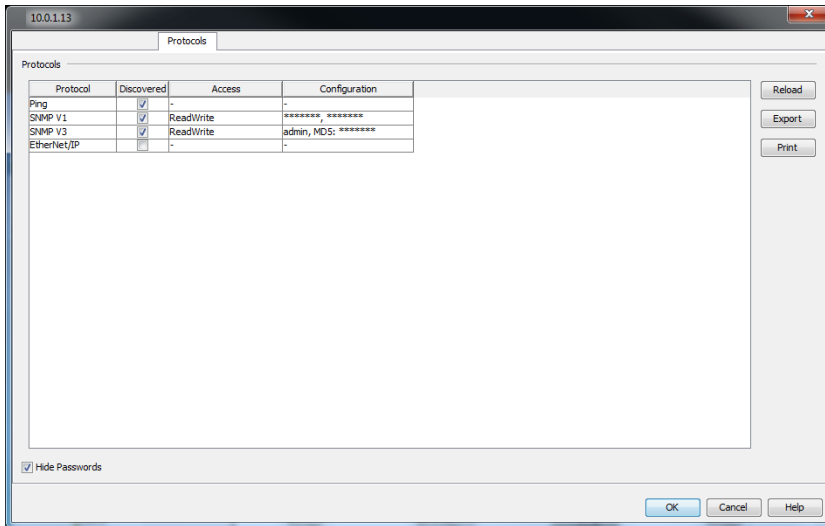 10.0.1.13
Protocols
Protocols
Protocol Discovered Access Configuration
Ping - -
SNMP V1 ReadWrite *******, *******
SNMP V3 ReadWrite admin, MD5: *******
EtherNet/IP - -
Reload
Export
Print
Hide Passwords
OK Cancel Help